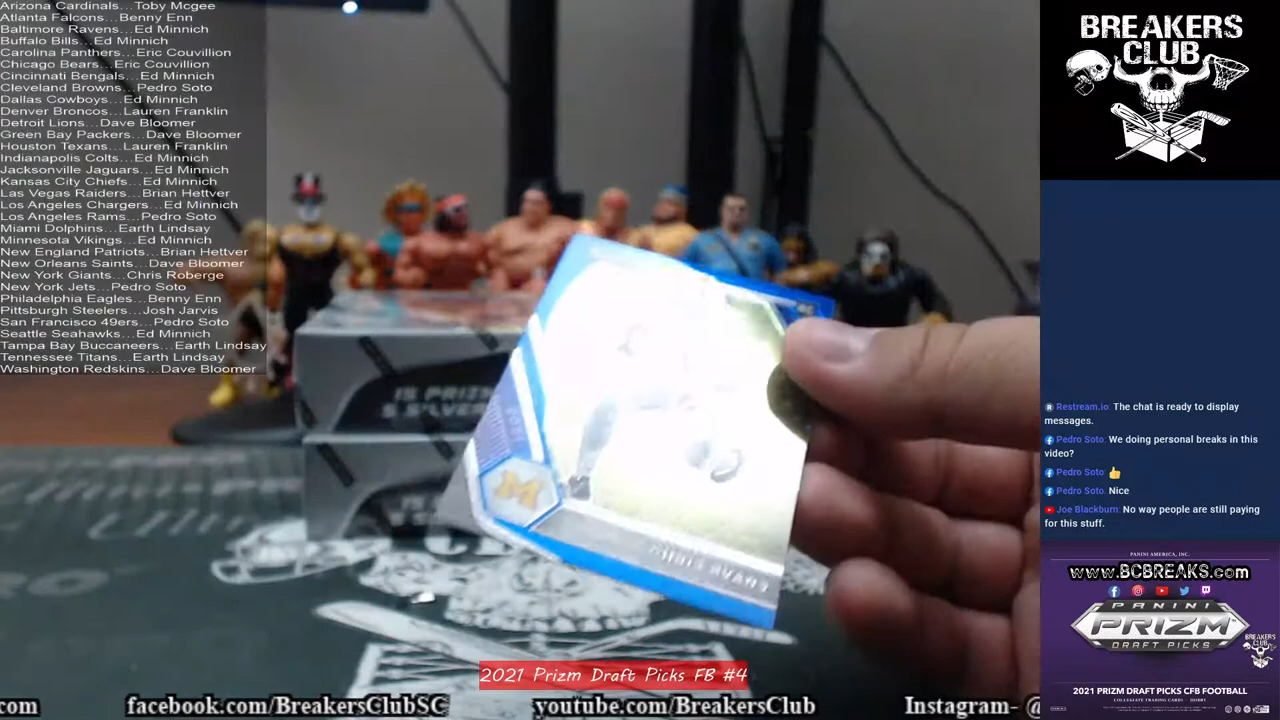 Arizona Cardinals...Toby Mcgee
Atlanta Falcons...Benny Enn
Baltimore Ravens...Ed Minnich
Buffalo Bills...Ed Minnich
Carolina Panthers...Eric Couvillion
Chicago Bears...Eric Couvillion
Cincinnati Bengals...Ed Minnich
Cleveland Browns...Pedro Soto
Dallas Cowboys...Ed Minnich
Denver Broncos...Lauren Franklin
Detroit Lions...Dave Bloomer
Green Bay Packers...Dave Bloomer
Houston Texans...Lauren Franklin
Indianapolis Colts...Ed Minnich
Jacksonville Jaguars...Ed Minnich
Kansas City Chiefs...Ed Minnich
Las Vegas Raiders...Brian Hettver
Los Angeles Chargers...Ed Minnich
Los Angeles Rams...Pedro Soto
Miami Dolphins...Earth Lindsay
Minnesota Vikings...Ed Minnich
New England Patriots...Brian Hettver
New Orleans Saints...Dave Bloomer
New York Giants...Chris Roberge
New York Jets...Pedro Soto
Philadelphia Eagles...Benny Enn
Pittsburgh Steelers...Josh Jarvis
San Francisco 49ers...Pedro Soto
Seattle Seahawks...Ed Minnich
Tampa Bay Buccaneers...Earth Lindsay
Tennessee Titans...Earth Lindsay
Washington Redskins...Dave Bloomer
BREAKERS
CLUB
Restream.io: The chat is ready to display
messages.
Pedro Soto: We doing personal breaks in this
video?
Pedro Soto: 👍
Pedro Soto: Nice
Joe Blackburn: No way people are still paying
for this stuff.
PANINI AMERICA, INC.
www.BCBREAKS.com
PANINI
PRIZM
DRAFT PICKS
2021 PRIZM DRAFT PICKS CFB FOOTBALL
COLLEGIATE TRADING CARDS - HOBBY
M
2021 Prizm Draft Picks FB #4
com facebook.com/BreakersClubSC youtube.com/BreakersClub Instagram- @